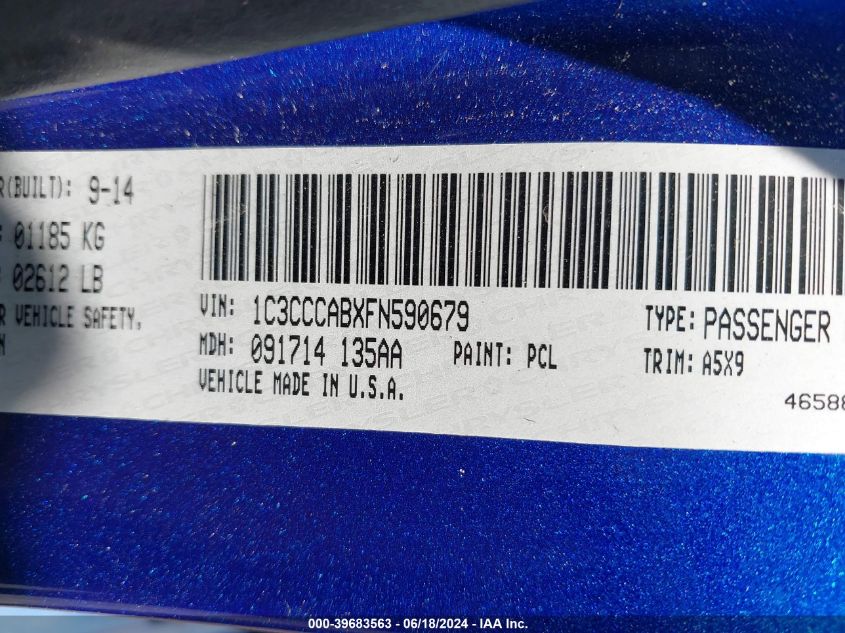 R(BUILT): 9-14
: 01185 KG
: 02612 LB
R VEHICLE SAFETY,
N
VIN: 1C3CCCABXFN590679
TYPE: PASSENGER
MDH: 091714 135AA
PAINT: PCL
TRIM: A5X9
VEHICLE MADE IN U.S.A.
4658
000-39683563 - 06/18/2024 - IAA Inc.